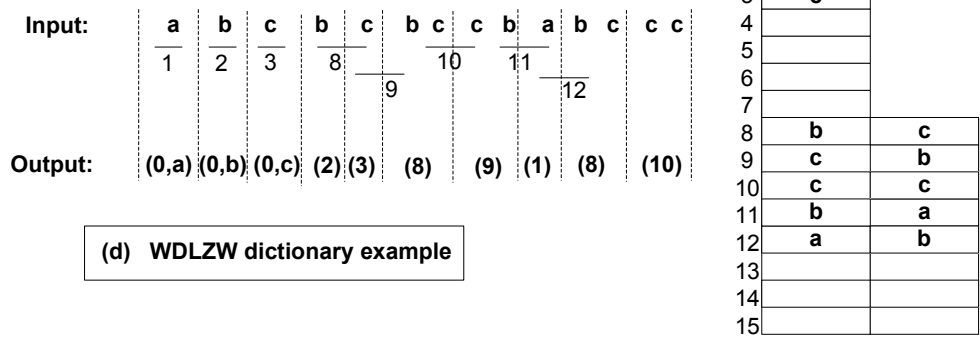 Input: a b c b c b c c b a b c c c
1 2 3 8 10 11
9 12
Output: (0,a) (0,b) (0,c) (2) (3) (8) (9) (1) (8) (10)
(d) WDLZW dictionary example
4
5
6
7
8 b c
9 c b
10 c c
11 b a
12 a b
13
14
15